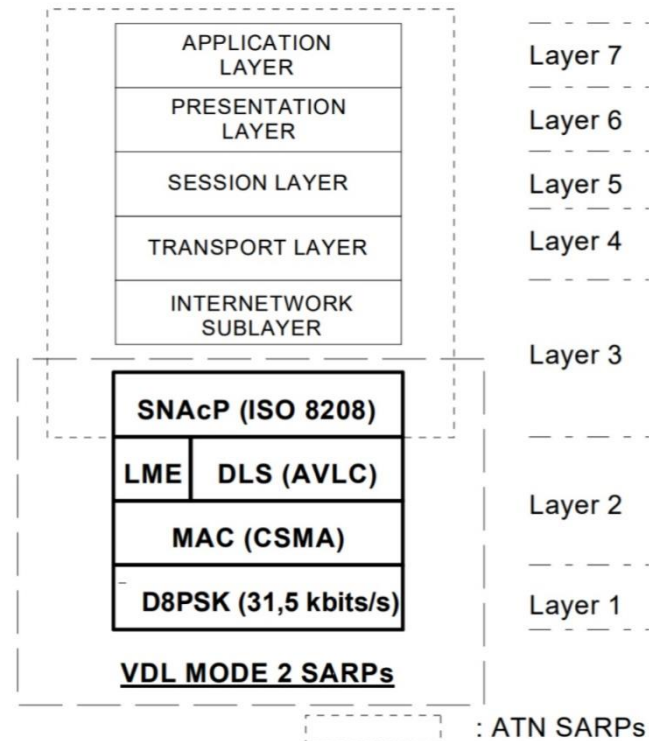 APPLICATION
LAYER
Layer 7
PRESENTATION
LAYER
Layer 6
SESSION LAYER
Layer 5
TRANSPORT LAYER
Layer 4
INTERNETWORK
SUBLAYER
Layer 3
SNAcP (ISO 8208)
LME
DLS (AVLC)
Layer 2
MAC (CSMA)
D8PSK (31,5 kbits/s)
Layer 1
VDL MODE 2 SARPs
: ATN SARPs